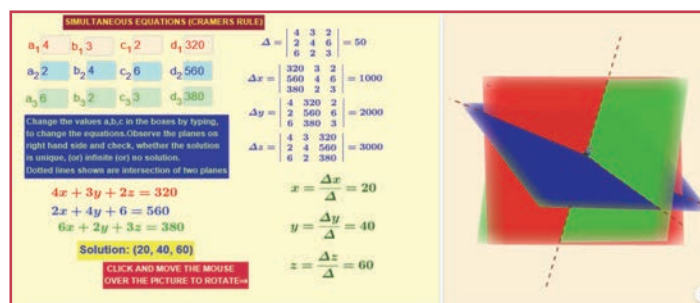 SIMULTANEOUS EQUATIONS (CRAMERS RULE)
a₁ 4 b₁ 3 c₁ 2 d₁ 320
a₂ 2 b₂ 4 c₂ 6 d₂ 560
a₃ 6 b₃ 2 c₃ 3 d₃ 380
Change the values a,b,c in the boxes by typing,
to change the equations.Observe the planes on
right hand side and check, whether the solution
is unique, (or) infinite (or) no solution.
Dotted lines shown are intersection of two planes
4x + 3y + 2z = 320
2x + 4y + 6 = 560
6x + 2y + 3z = 380
Solution: (20, 40, 60)
CLICK AND MOVE THE MOUSE
OVER THE PICTURE TO ROTATE⇒
Δ = | 4 3 2 |
| 2 4 6 | = 50
| 6 2 3 |
Δx = | 320 3 2 |
| 560 4 6 | = 1000
| 380 2 3 |
Δy = | 4 320 2 |
| 2 560 6 | = 2000
| 6 380 3 |
Δz = | 4 3 320 |
| 2 4 560 | = 3000
| 6 2 380 |
x = Δx/Δ = 20
y = Δy/Δ = 40
z = Δz/Δ = 60